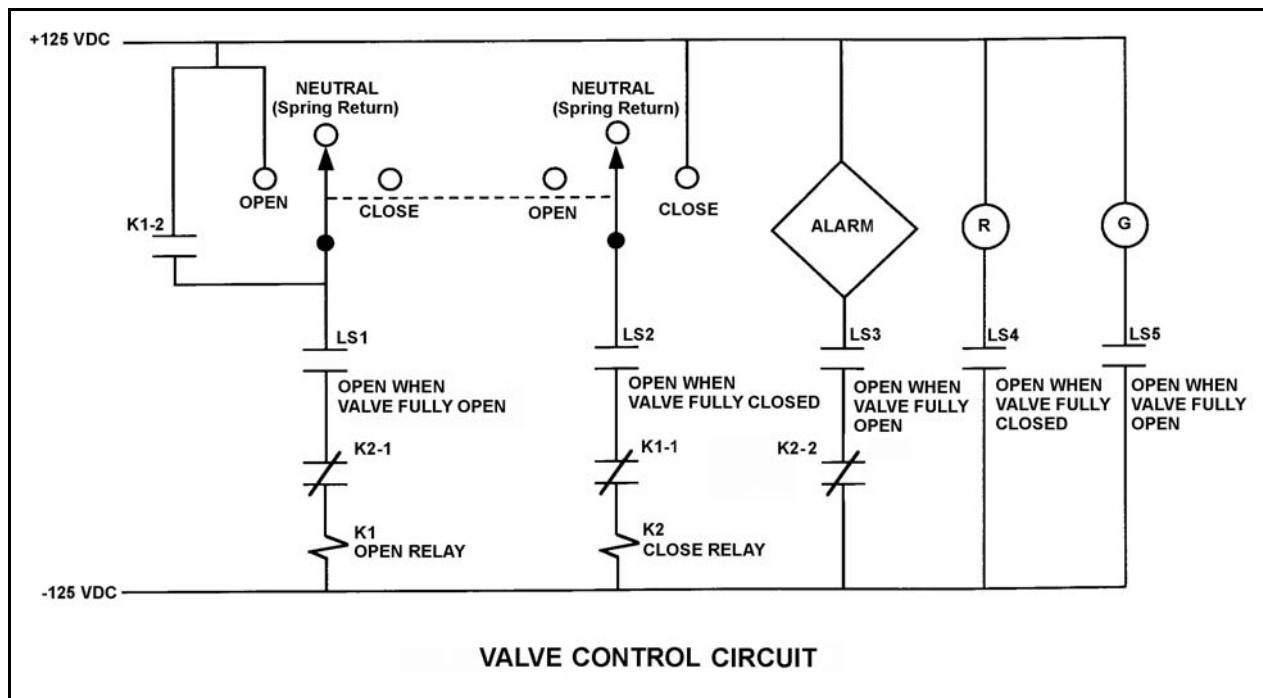 +125 VDC
NEUTRAL
(Spring Return)
NEUTRAL
(Spring Return)
OPEN
CLOSE
OPEN
CLOSE
K1-2
ALARM
R
G
LS1
OPEN WHEN
VALVE FULLY OPEN
LS2
OPEN WHEN
VALVE FULLY CLOSED
LS3
OPEN WHEN
VALVE FULLY
OPEN
LS4
OPEN WHEN
VALVE FULLY
CLOSED
LS5
OPEN WHEN
VALVE FULLY
OPEN
K2-1
K1-1
K2-2
K1
OPEN RELAY
K2
CLOSE RELAY
-125 VDC
VALVE CONTROL CIRCUIT